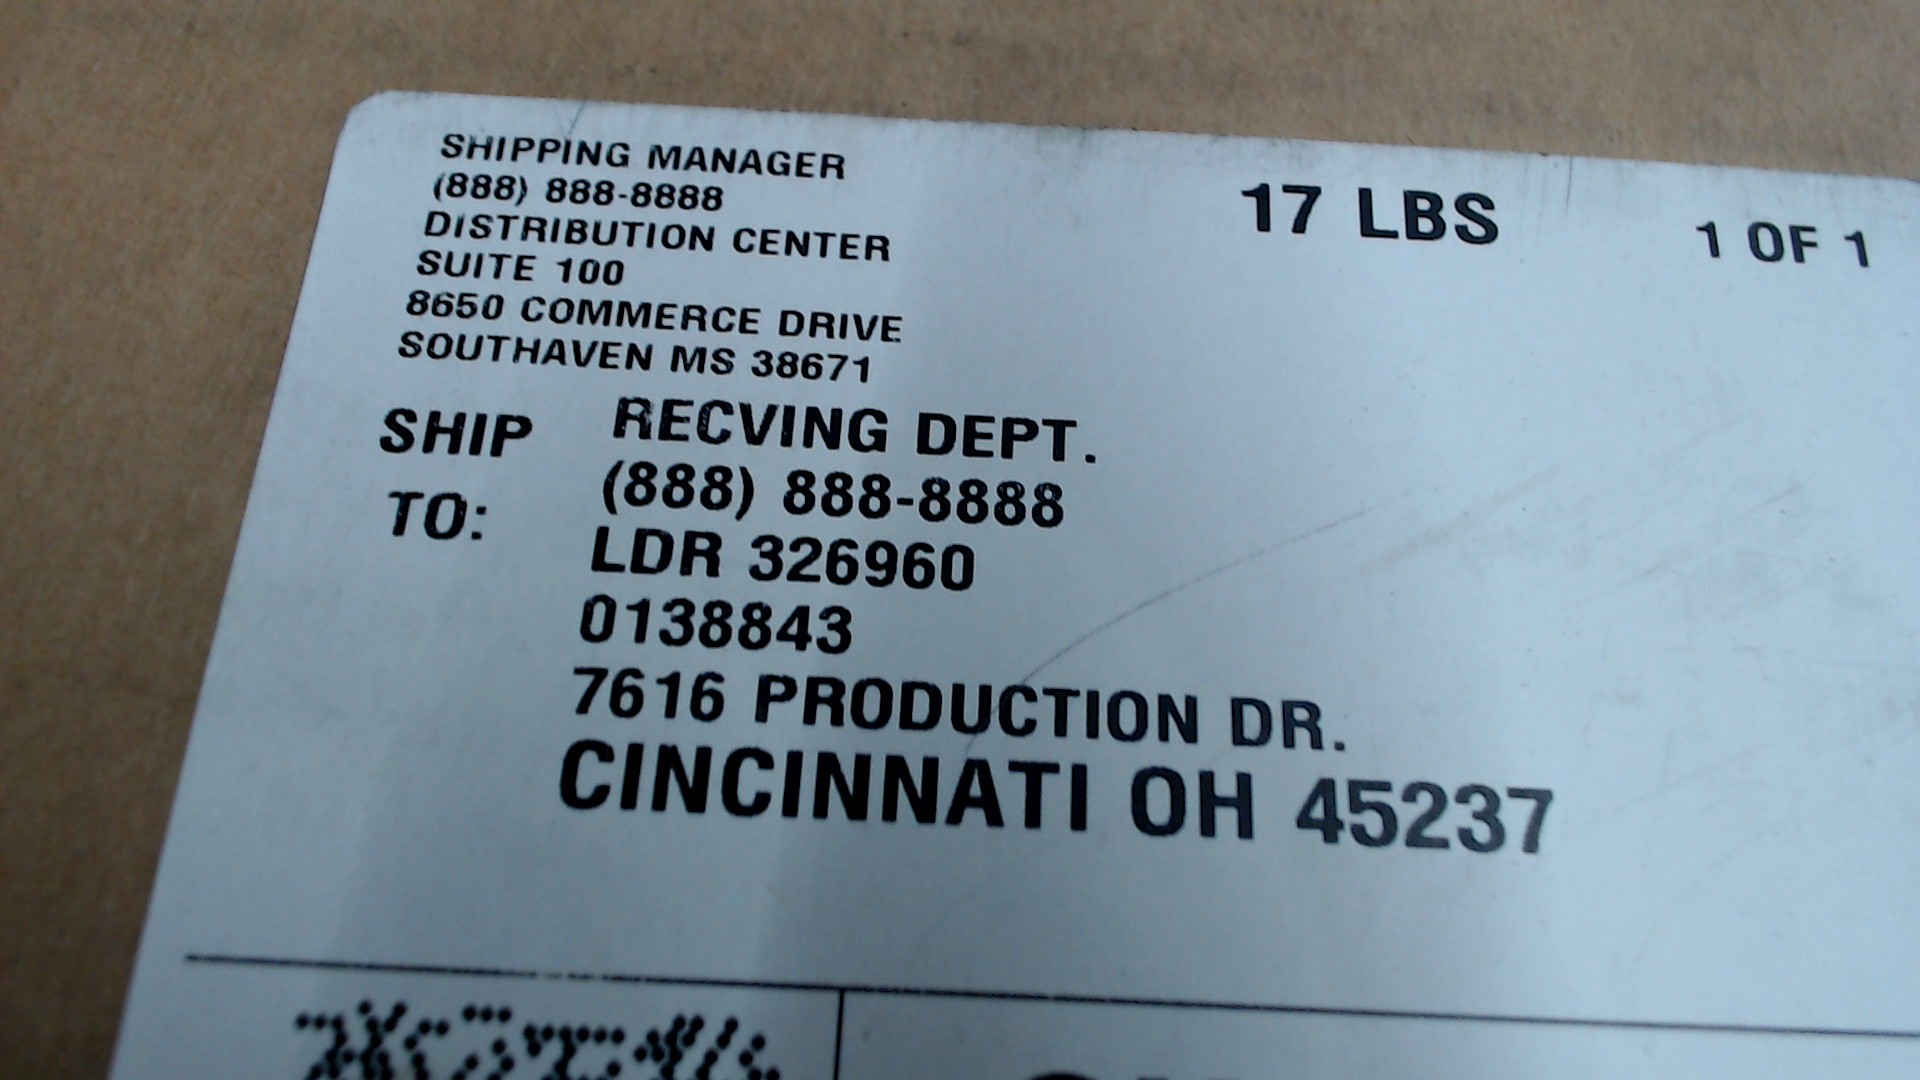 SHIPPING MANAGER
(888) 888-8888
DISTRIBUTION CENTER
SUITE 100
8650 COMMERCE DRIVE
SOUTHAVEN MS 38671
17 LBS
1 OF 1
SHIP
TO:
RECVING DEPT.
(888) 888-8888
LDR 326960
0138843
7616 PRODUCTION DR.
CINCINNATI OH 45237